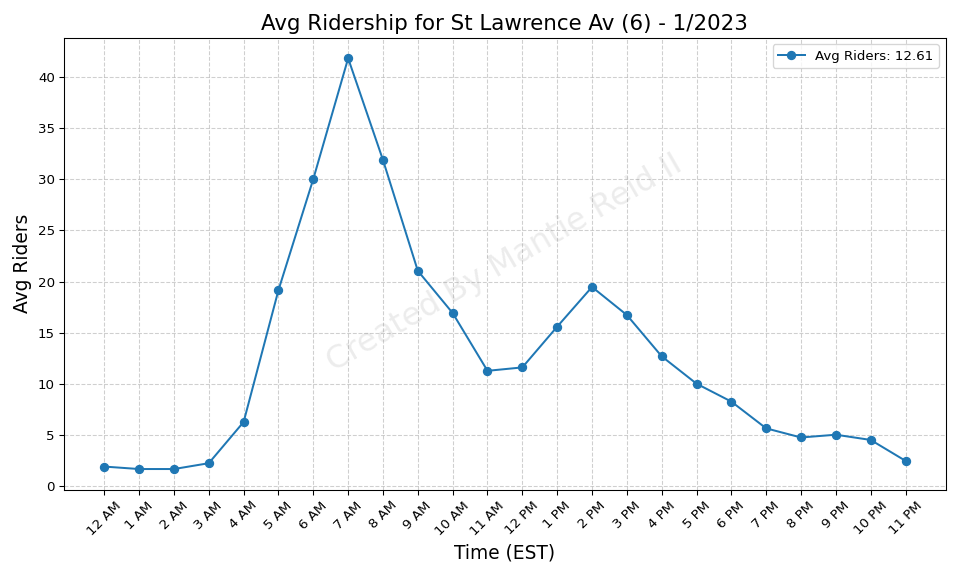 Avg Ridership for St Lawrence Av (6) - 1/2023
Avg Riders: 12.61
Avg Riders
40
35
30
25
20
15
10
5
0
Created By Mantle Reid II
12 AM
1 AM
2 AM
3 AM
4 AM
5 AM
6 AM
7 AM
8 AM
9 AM
10 AM
11 AM
12 PM
1 PM
2 PM
3 PM
4 PM
5 PM
6 PM
7 PM
8 PM
9 PM
10 PM
11 PM
Time (EST)